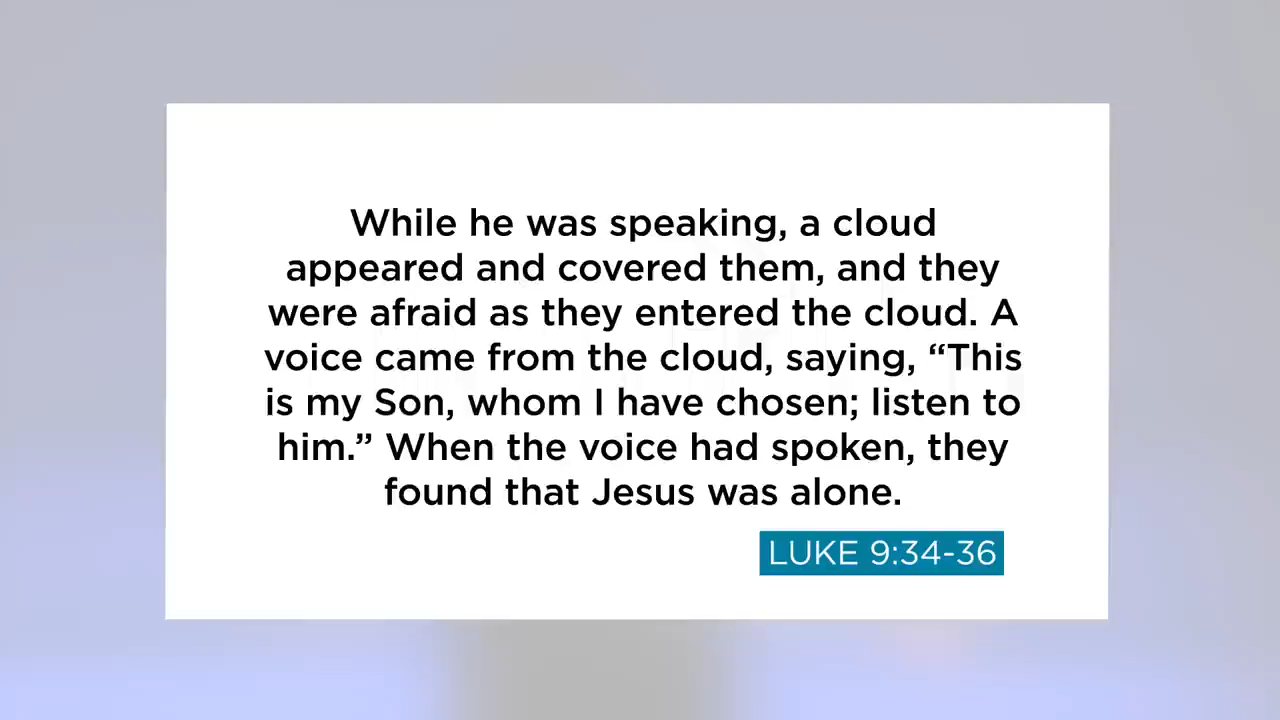 While he was speaking, a cloud
appeared and covered them, and they
were afraid as they entered the cloud. A
voice came from the cloud, saying, “This
is my Son, whom I have chosen; listen to
him.” When the voice had spoken, they
found that Jesus was alone.
LUKE 9:34-36